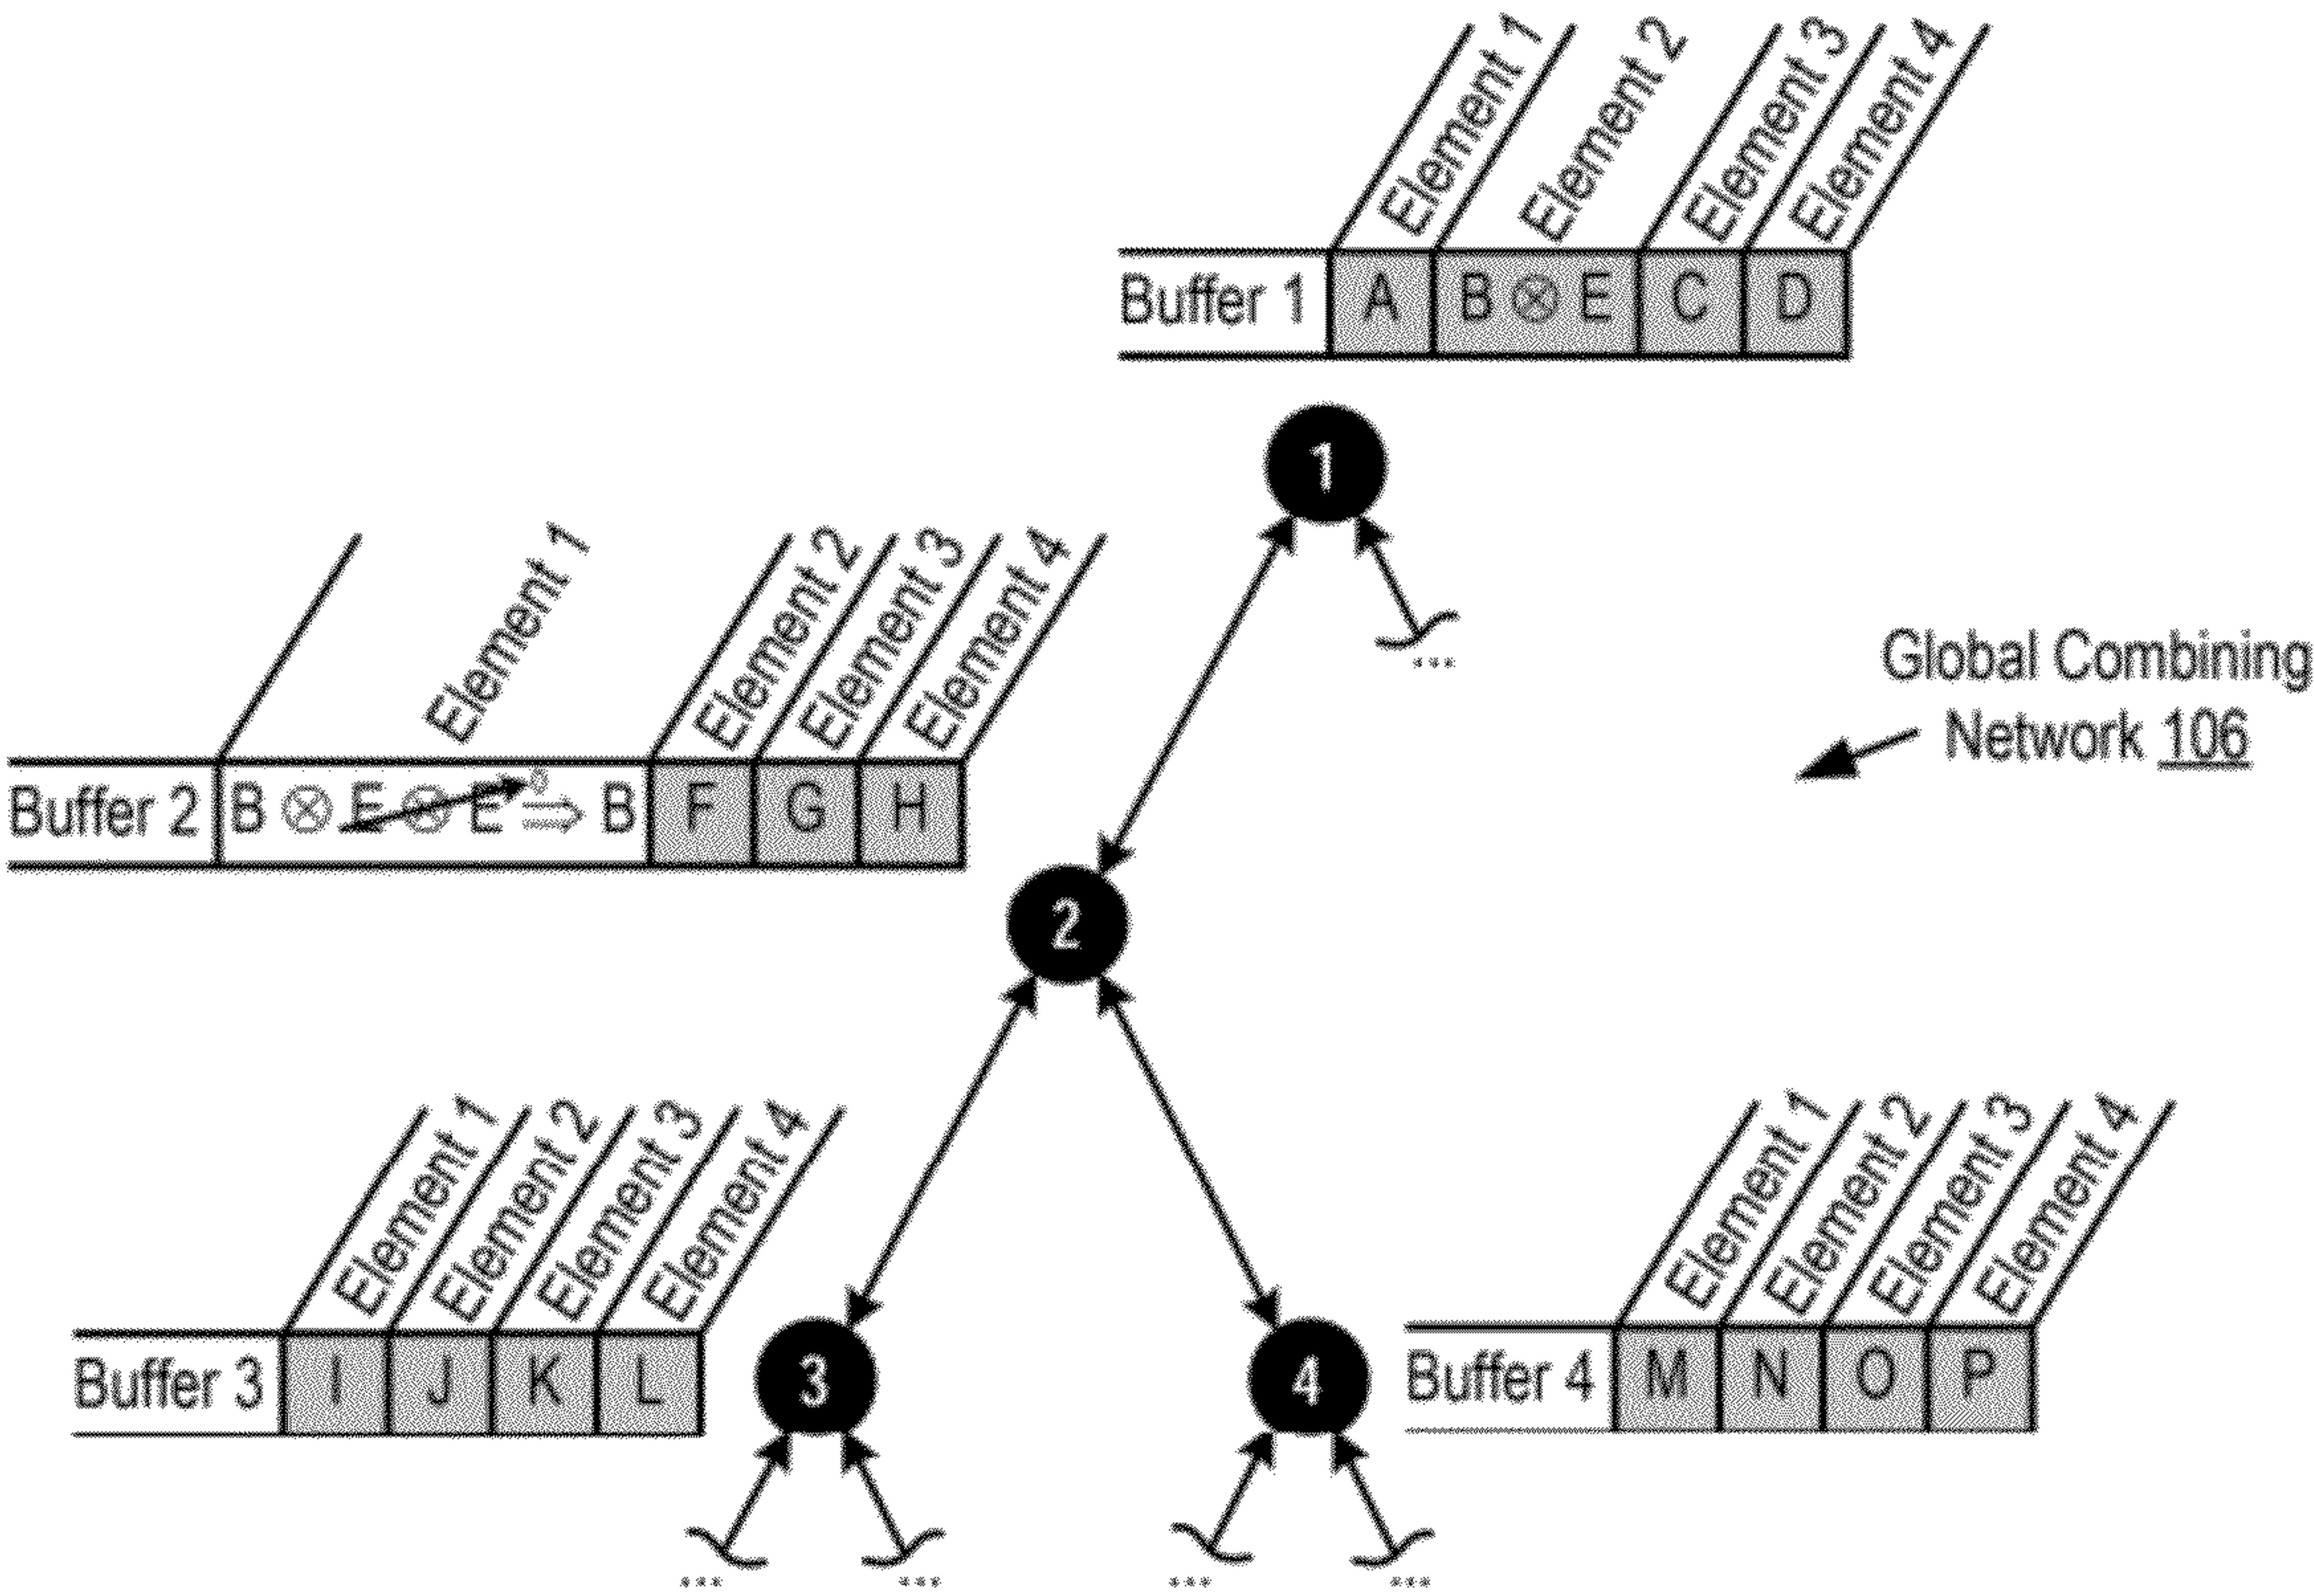 Element 1
Element 2
Element 3
Element 4
Buffer 1 A B ⊗ E C D
1
...
Global Combining
Network 106
Element 1
Element 2
Element 3
Element 4
Buffer 2 B ⊗ E ⊗ E 0 ⇒ B F G H
2
Element 1
Element 2
Element 3
Element 4
Buffer 3 I J K L
3
... ...
Element 1
Element 2
Element 3
Element 4
4
Buffer 4 M N O P
... ...